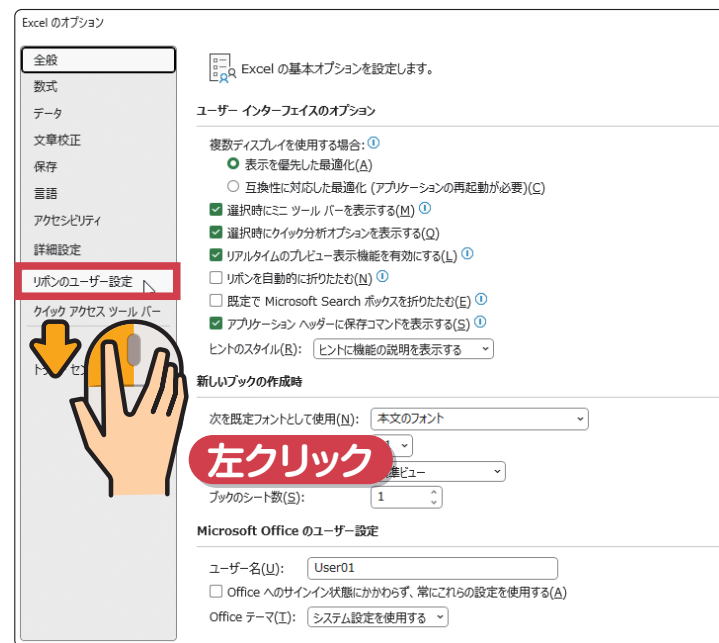 Excel のオプション
全般
数式
データ
文章校正
保存
言語
アクセシビリティ
詳細設定
リボンのユーザー設定
クイック アクセス ツール バー
Excel の基本オプションを設定します。
ユーザー インターフェイスのオプション
複数ディスプレイを使用する場合:
表示を優先した最適化(A)
互換性に対応した最適化 (アプリケーションの再起動が必要)(C)
選択時にミニ ツール バーを表示する(M)
選択時にクイック分析オプションを表示する(Q)
リアルタイムのプレビュー表示機能を有効にする(L)
リボンを自動的に折りたたむ(N)
既定で Microsoft Search ボックスを折りたたむ(E)
アプリケーション ヘッダーに保存コマンドを表示する(S)
ヒントのスタイル(R): ヒントに機能の説明を表示する
新しいブックの作成時
次を既定フォントとして使用(N): 本文のフォント
左クリック
ブックのシート数(S): 1
Microsoft Office のユーザー設定
ユーザー名(U): User01
Office へのサインイン状態にかかわらず、常にこれらの設定を使用する(A)
Office テーマ(T): システム設定を使用する